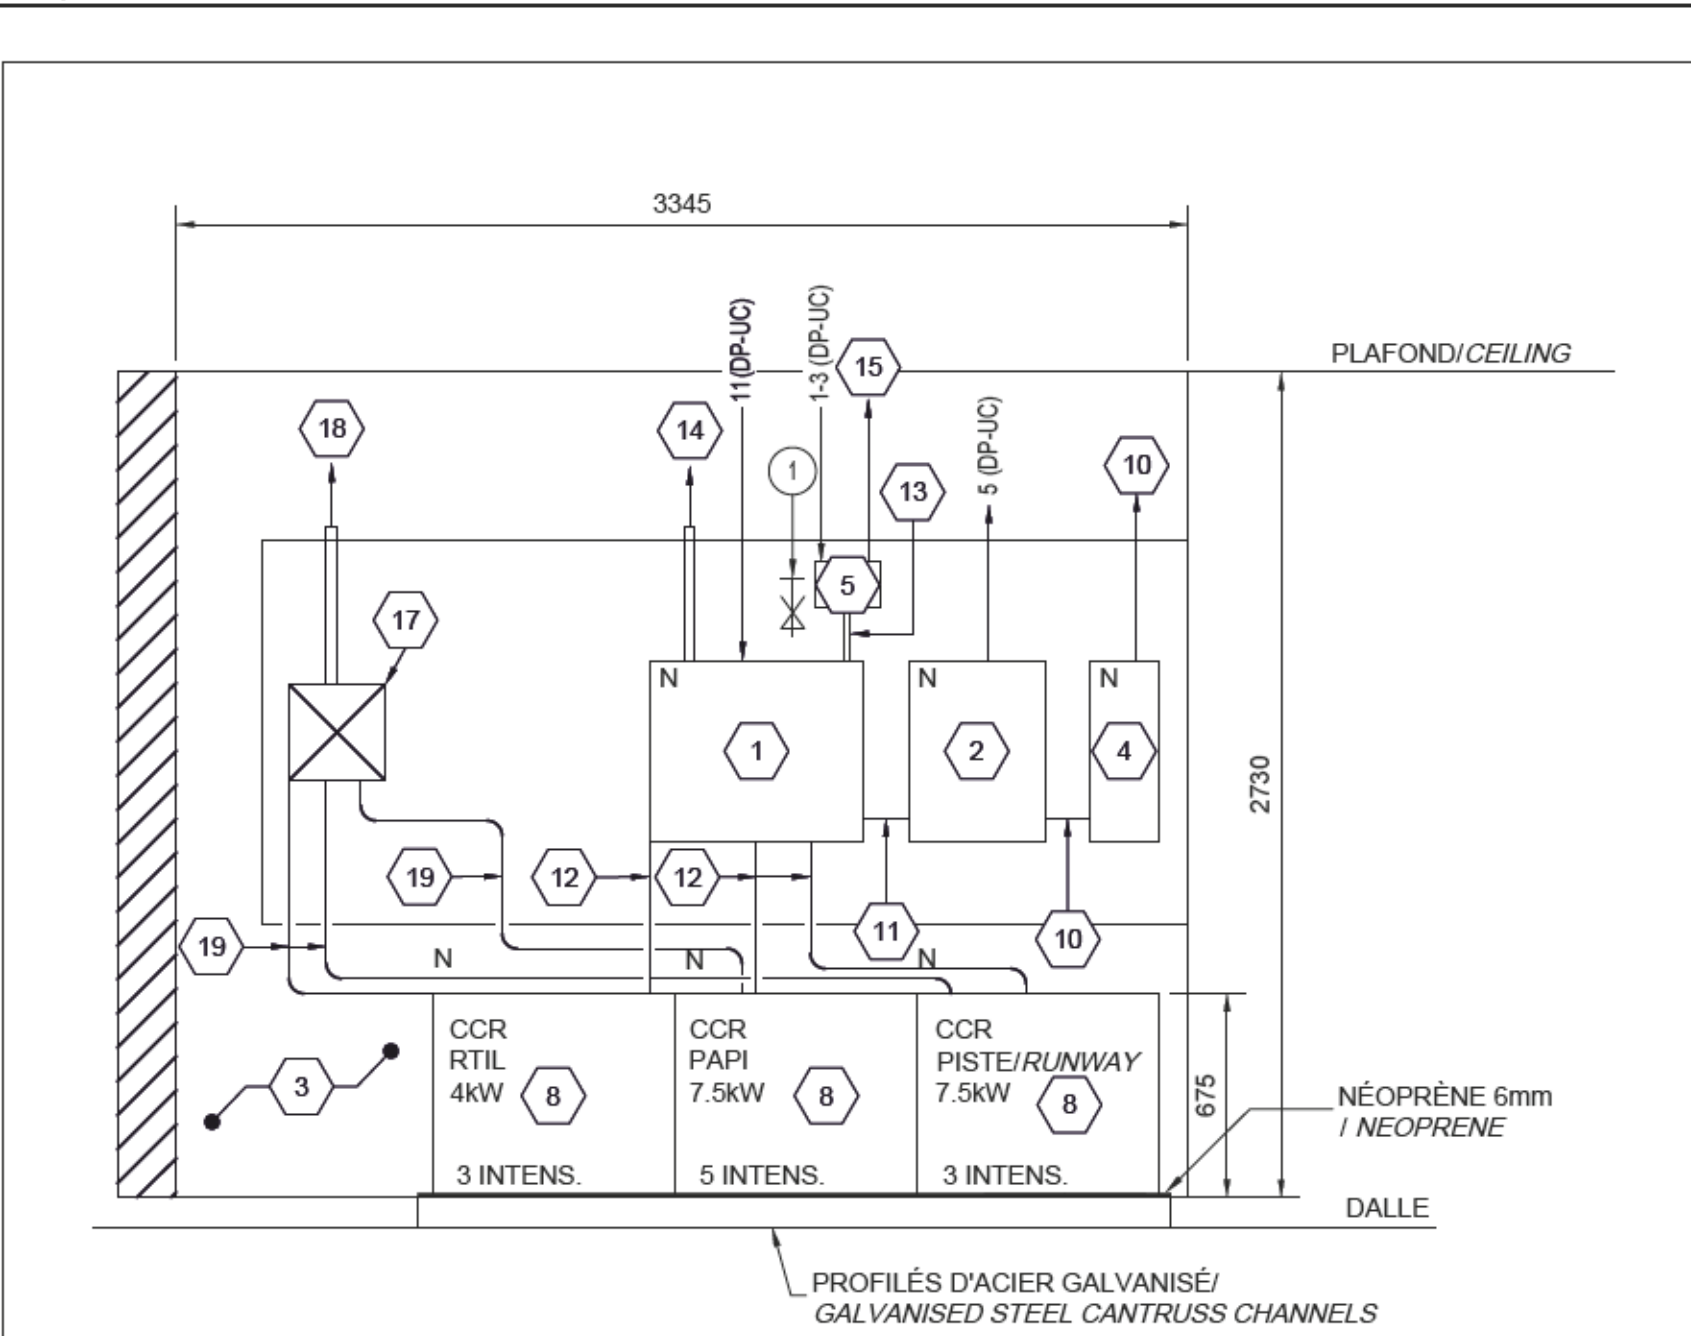 3345
11(DP-UC)
1-3 (DP-UC)
15
PLAFOND/CEILING
18
14
1
13
5 (DP-UC)
10
5
17
N
N
N
1
2
4
2730
19
12
12
11
10
19
N
N
N
CCR
RTIL
4kW
8
3 INTENS.
CCR
PAPI
7.5kW
8
5 INTENS.
CCR
PISTE/RUNWAY
7.5kW
8
3 INTENS.
3
675
NÉOPRÈNE 6mm
/ NEOPRENE
DALLE
PROFILÉS D'ACIER GALVANISÉ/
GALVANISED STEEL CANTRUSS CHANNELS